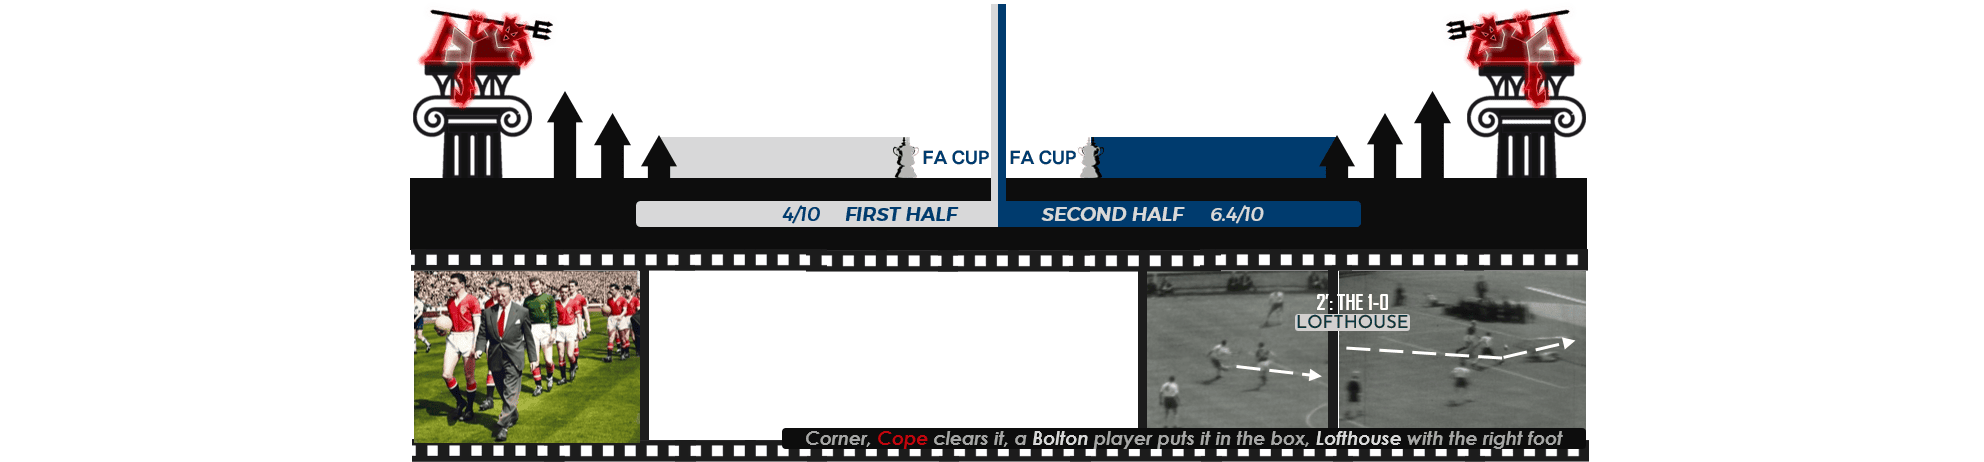 FA CUP FA CUP
4/10 FIRST HALF SECOND HALF 6.4/10
2': THE 1-0
LOFTHOUSE
Corner, Cope clears it, a Bolton player puts it in the box, Lofthouse with the right foot